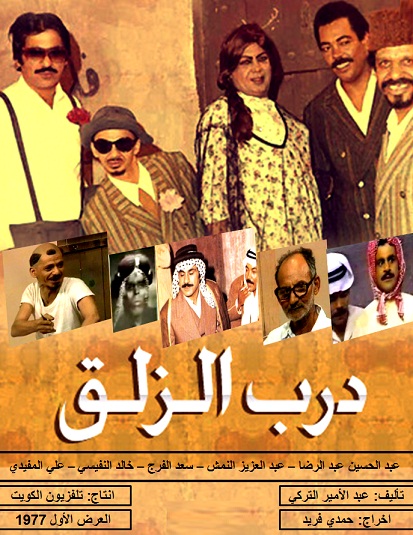 درب الزلق
عبد الحسين عبد الرضا – عبد العزيز النمش – سعد الفرج – خالد النفيسي – علي المفيدي
تأليف: عبد الأمير التركي
انتاج: تلفزيون الكويت
اخراج: حمدي فريد
العرض الأول 1977